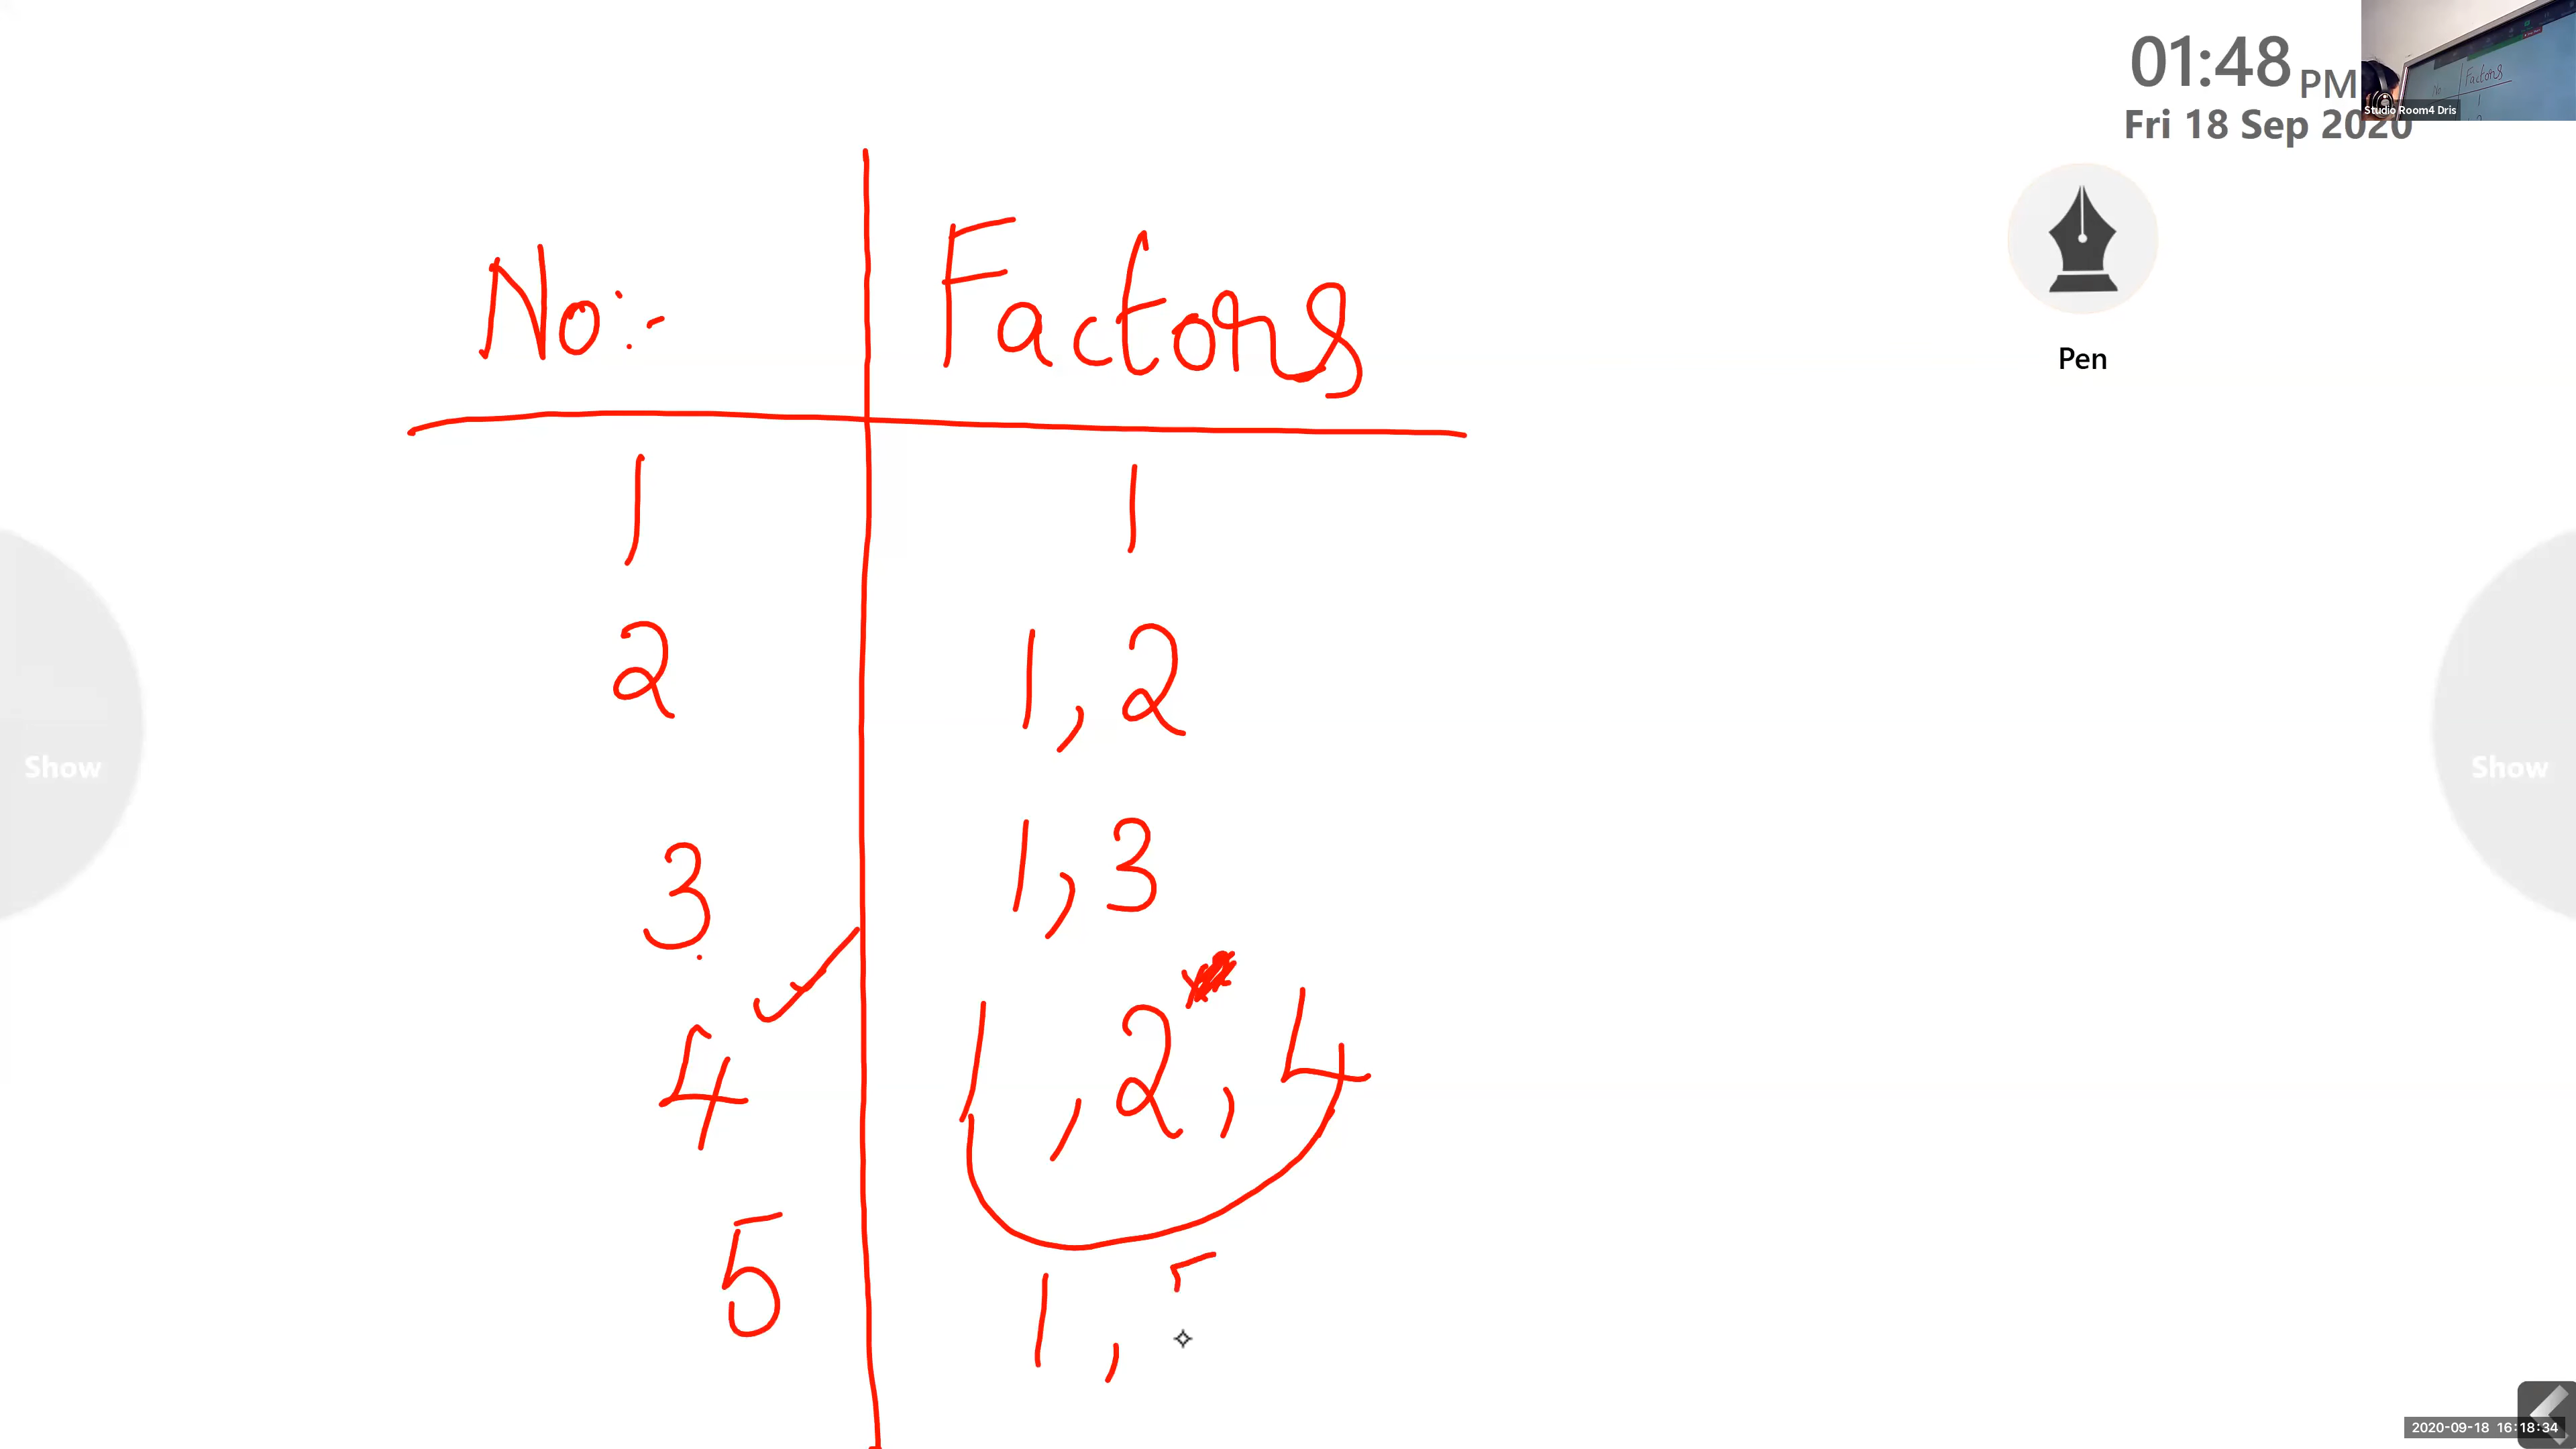 01:48 PM
Fri 18 Sep 2020
Factors
Studio Room4 Dris
Pen
No:- Factors
1 1
2 1, 2
3 1, 3
4 1, 2, 4
5 1,
Show
Show
2020-09-18 16:18:34